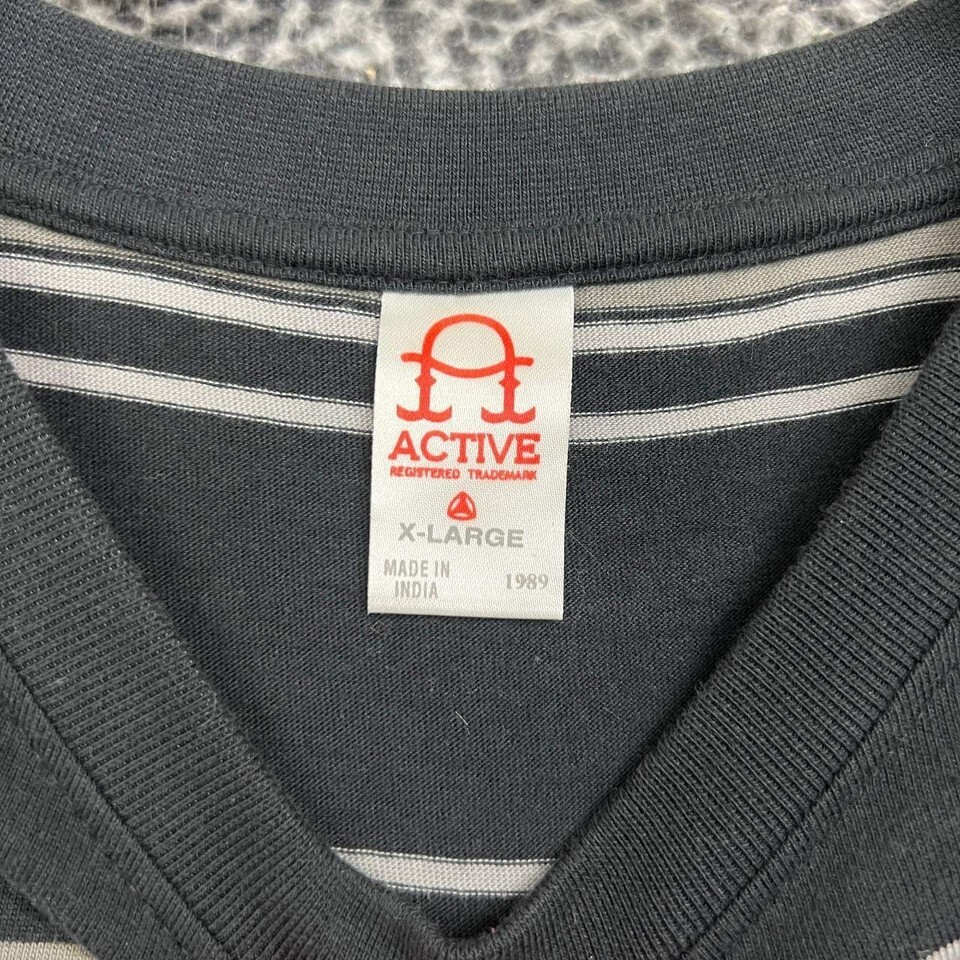 A
ACTIVE
REGISTERED TRADEMARK
X-LARGE
MADE IN
INDIA
1989